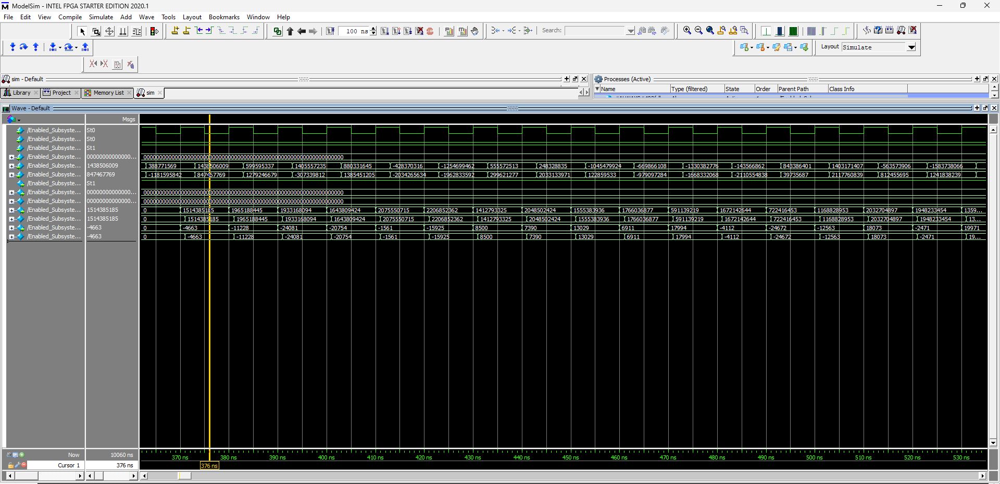 ModelSim - INTEL FPGA STARTER EDITION 2020.1
File Edit View Compile Simulate Add Wave Tools Layout Bookmarks Window Help
100 ns
Search:
Layout Simulate
sim - Default
Processes (Active)
Library Project Memory List sim
Name Type (filtered) State Order Parent Path Class Info
Wave - Default
Msgs
/Enabled_Subsyste... St0
/Enabled_Subsyste... St0
/Enabled_Subsyste... St1
/Enabled_Subsyste... 00000000000000... 0000000000000000000000000000000000000000000000000000000000000000
/Enabled_Subsyste... 1438506009 388771569 1438506009 599595337 1405557235 880331645 -428370316 -1254699462 555572513 248328835 -1045479924 -669866108 -1330382776 -143566862 843386401 1403171407 -563573906 -1583738066
/Enabled_Subsyste... 847467769 -1181595842 847467769 1279246679 -307339812 1385451205 -2034265634 -1962833592 299621277 2033133971 122859533 -979097284 -1668332068 -2110554838 39735687 2117760839 812455695 1241838239
/Enabled_Subsyste... St1
/Enabled_Subsyste... 00000000000000... 0000000000000000000000000000000000000000000000000000000000000000
/Enabled_Subsyste... 00000000000000... 0000000000000000000000000000000000000000000000000000000000000000
/Enabled_Subsyste... 1514385185 0 1514385185 1965188445 1933168094 1643809424 2075550715 2206852362 1412793325 2048502424 1555383936 1766036877 591139219 1672142644 722416453 1168828953 2032704897 1948233454 1359...
/Enabled_Subsyste... 1514385185 0 1514385185 1965188445 1933168094 1643809424 2075550715 2206852362 1412793325 2048502424 1555383936 1766036877 591139219 1672142644 722416453 1168828953 2032704897 1948233454 13...
/Enabled_Subsyste... -4663 0 -4663 -11228 -24081 -20754 -1561 -15925 8500 7390 13029 6911 17994 -4112 -24672 -12563 18073 -2471 19971
/Enabled_Subsyste... -4663 0 -4663 -11228 -24081 -20754 -1561 -15925 8500 7390 13029 6911 17994 -4112 -24672 -12563 18073 -2471 19...
Now 10060 ns 370 ns 380 ns 390 ns 400 ns 410 ns 420 ns 430 ns 440 ns 450 ns 460 ns 470 ns 480 ns 490 ns 500 ns 510 ns 520 ns 530 ns
Cursor 1 376 ns 376 ns